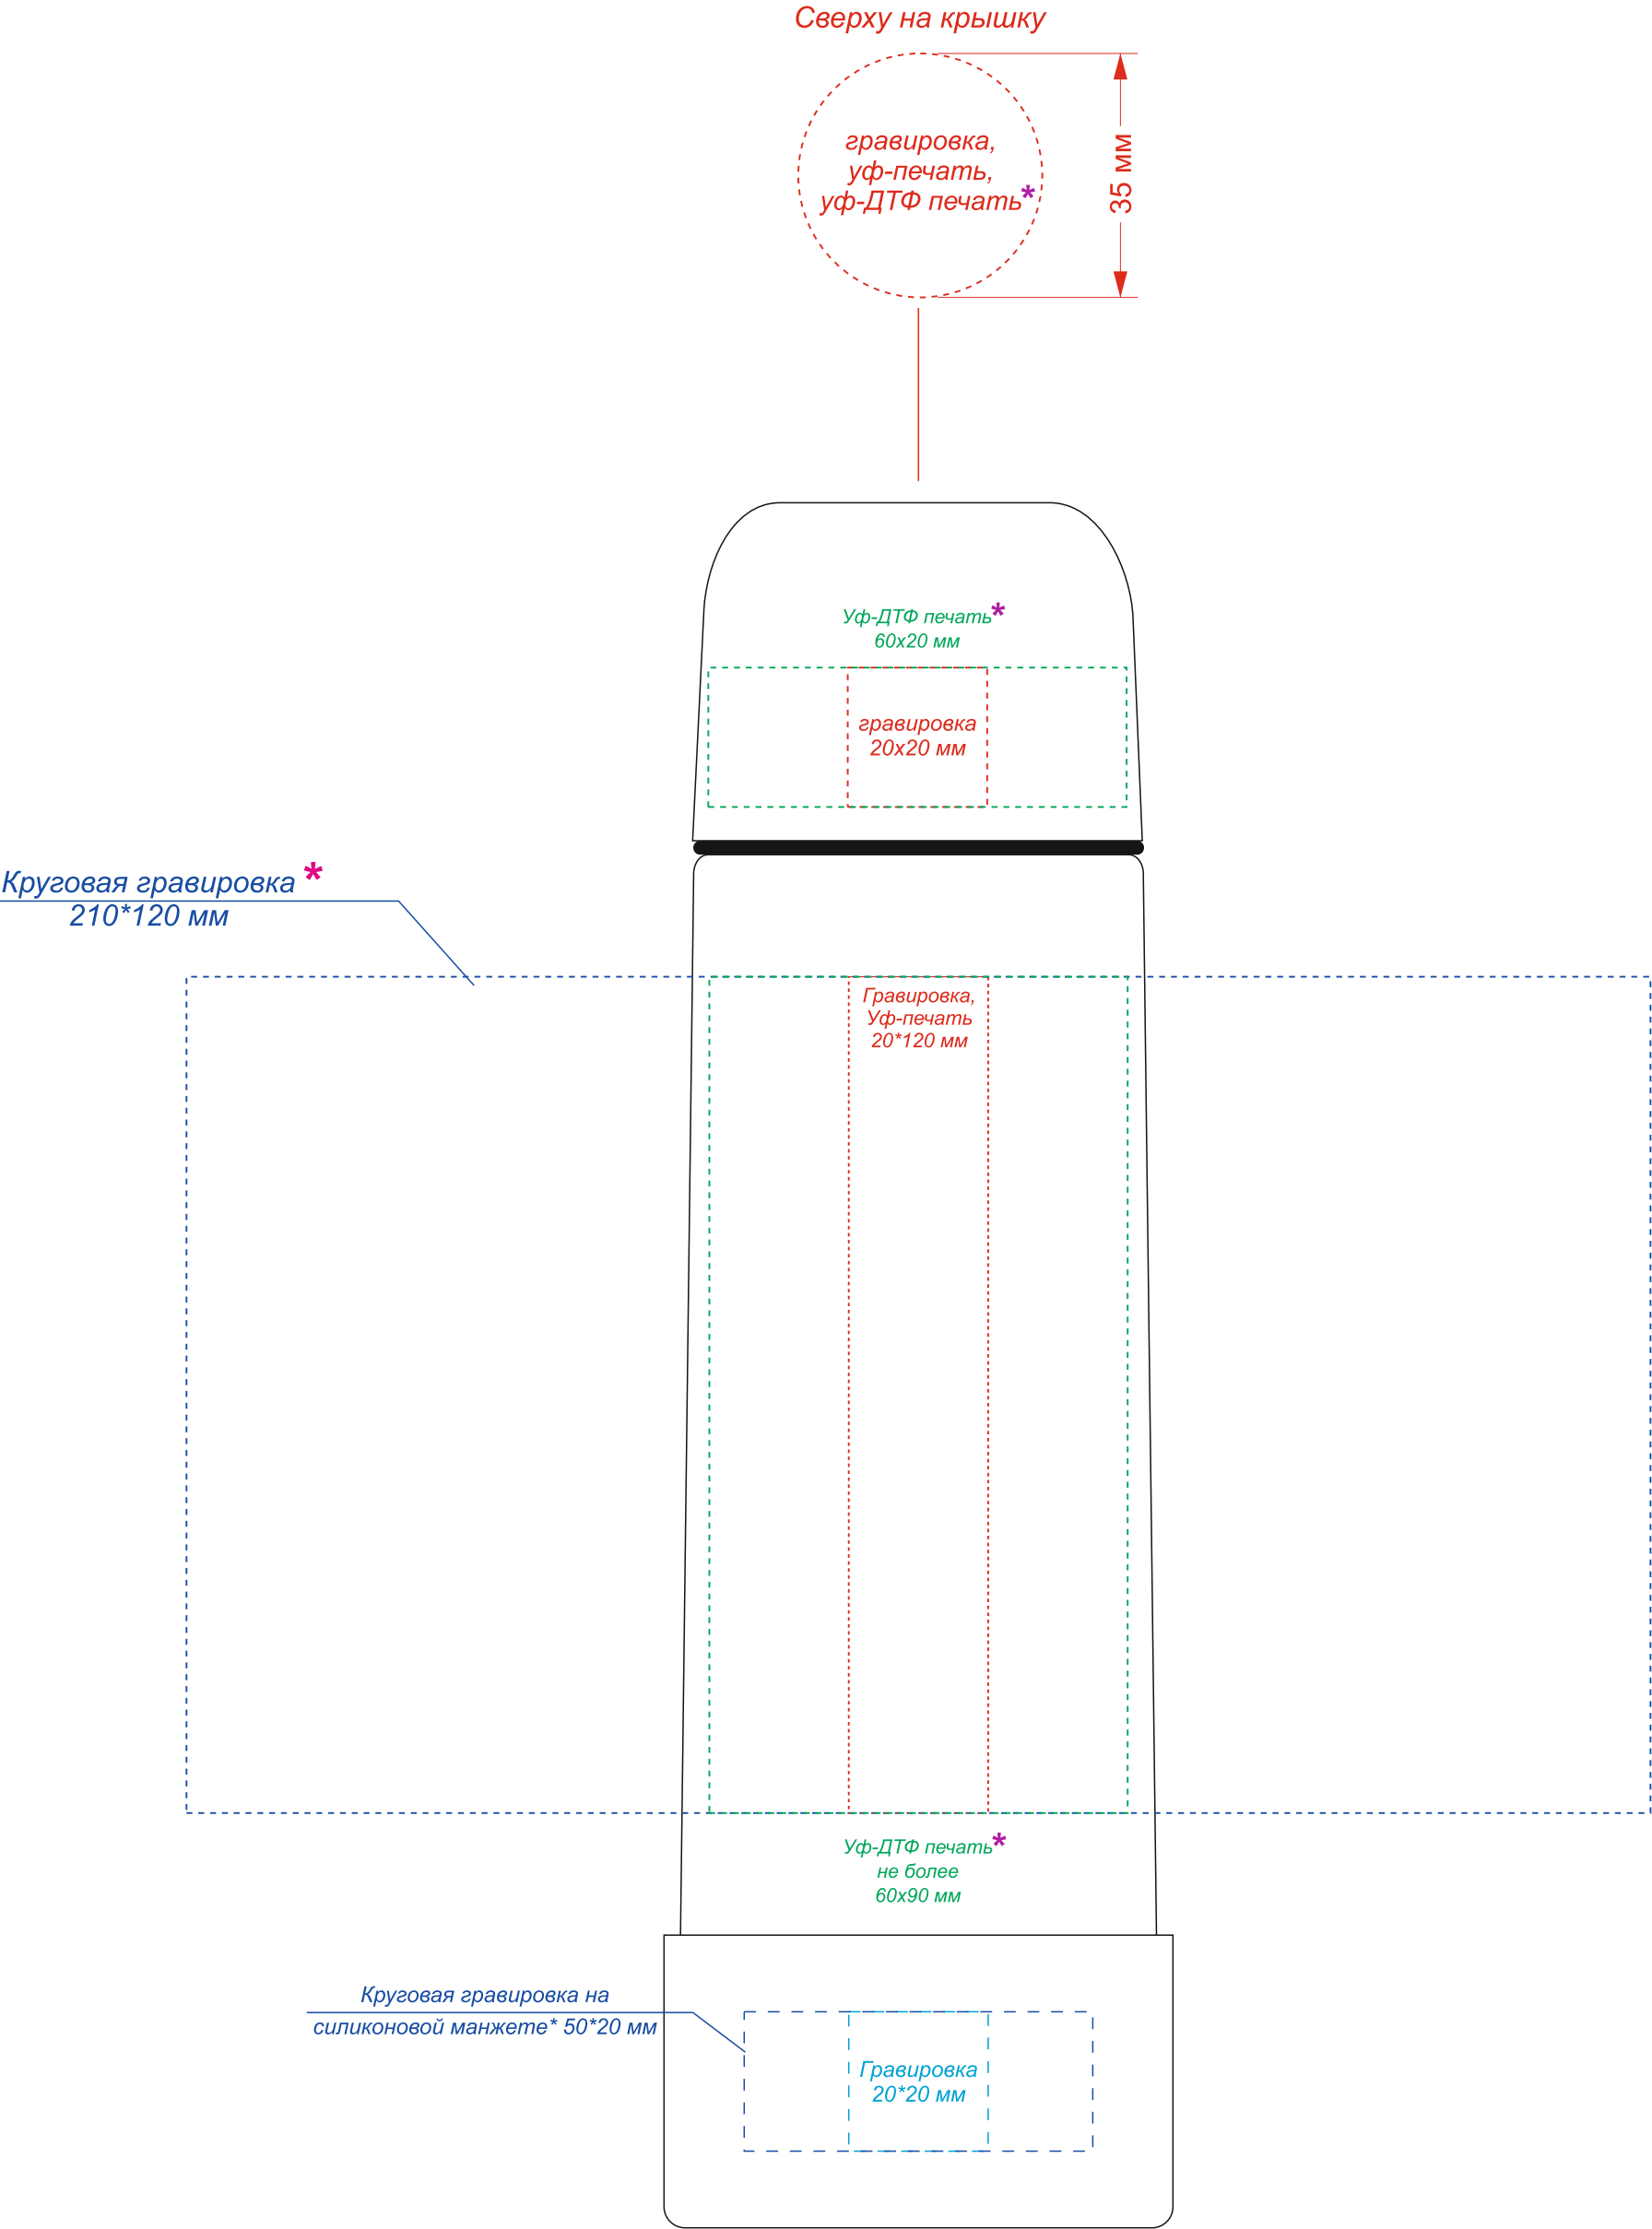 Сверху на крышку
гравировка,
уф-печать,
уф-ДТФ печать*
35 мм
Уф-ДТФ печать*
60х20 мм
гравировка
20х20 мм
Круговая гравировка *
210*120 мм
Гравировка,
Уф-печать
20*120 мм
Уф-ДТФ печать*
не более
60х90 мм
Круговая гравировка на
силиконовой манжете* 50*20 мм
Гравировка
20*20 мм